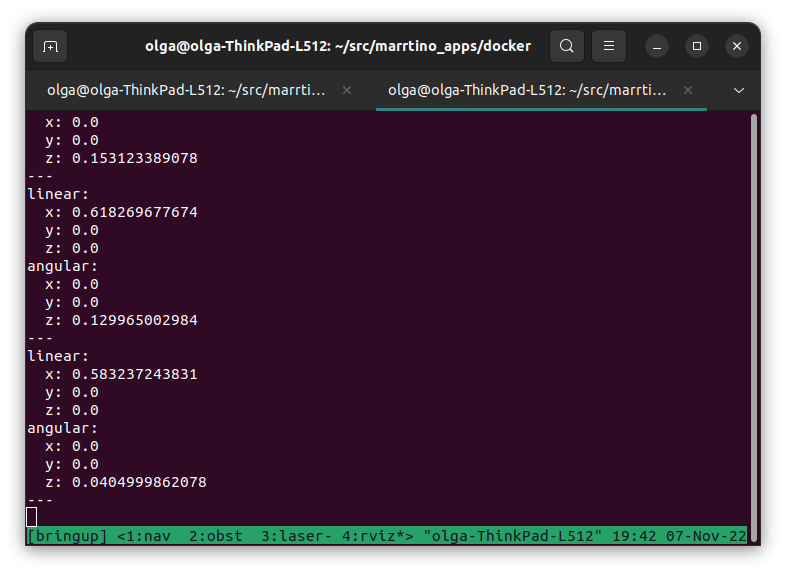 olga@olga-ThinkPad-L512: ~/src/marrtino_apps/docker
olga@olga-ThinkPad-L512: ~/src/marrti...
olga@olga-ThinkPad-L512: ~/src/marrti...
  x: 0.0
  y: 0.0
  z: 0.153123389078
---
linear:
  x: 0.618269677674
  y: 0.0
  z: 0.0
angular:
  x: 0.0
  y: 0.0
  z: 0.129965002984
---
linear:
  x: 0.583237243831
  y: 0.0
  z: 0.0
angular:
  x: 0.0
  y: 0.0
  z: 0.0404999862078
---
[bringup] <1:nav  2:obst  3:laser- 4:rviz*> "olga-ThinkPad-L512" 19:42 07-Nov-22